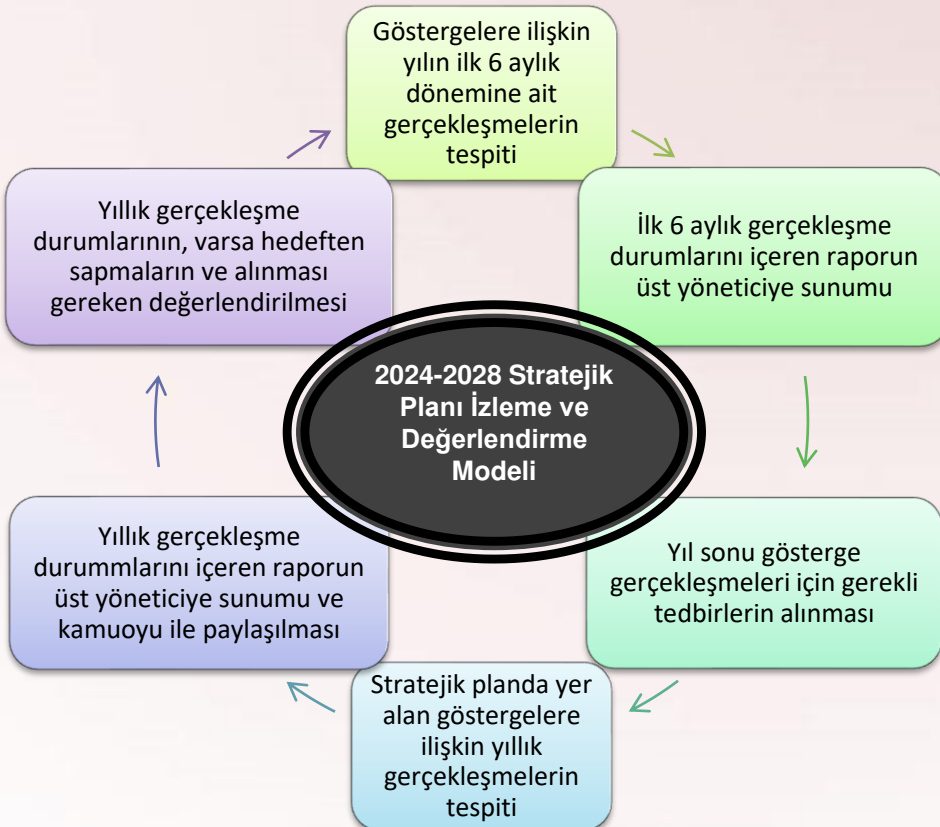 Göstergelere ilişkin
yılın ilk 6 aylık
dönemine ait
gerçekleşmelerin
tespiti
İlk 6 aylık gerçekleşme
durumlarını içeren raporun
üst yöneticiye sunumu
Yıl sonu gösterge
gerçekleşmeleri için gerekli
tedbirlerin alınması
Stratejik planda yer
alan göstergelere
ilişkin yıllık
gerçekleşmelerin
tespiti
Yıllık gerçekleşme
durummlarını içeren raporun
üst yöneticiye sunumu ve
kamuoyu ile paylaşılması
Yıllık gerçekleşme
durumlarının, varsa hedeften
sapmaların ve alınması
gereken değerlendirilmesi
2024-2028 Stratejik
Planı İzleme ve
Değerlendirme
Modeli